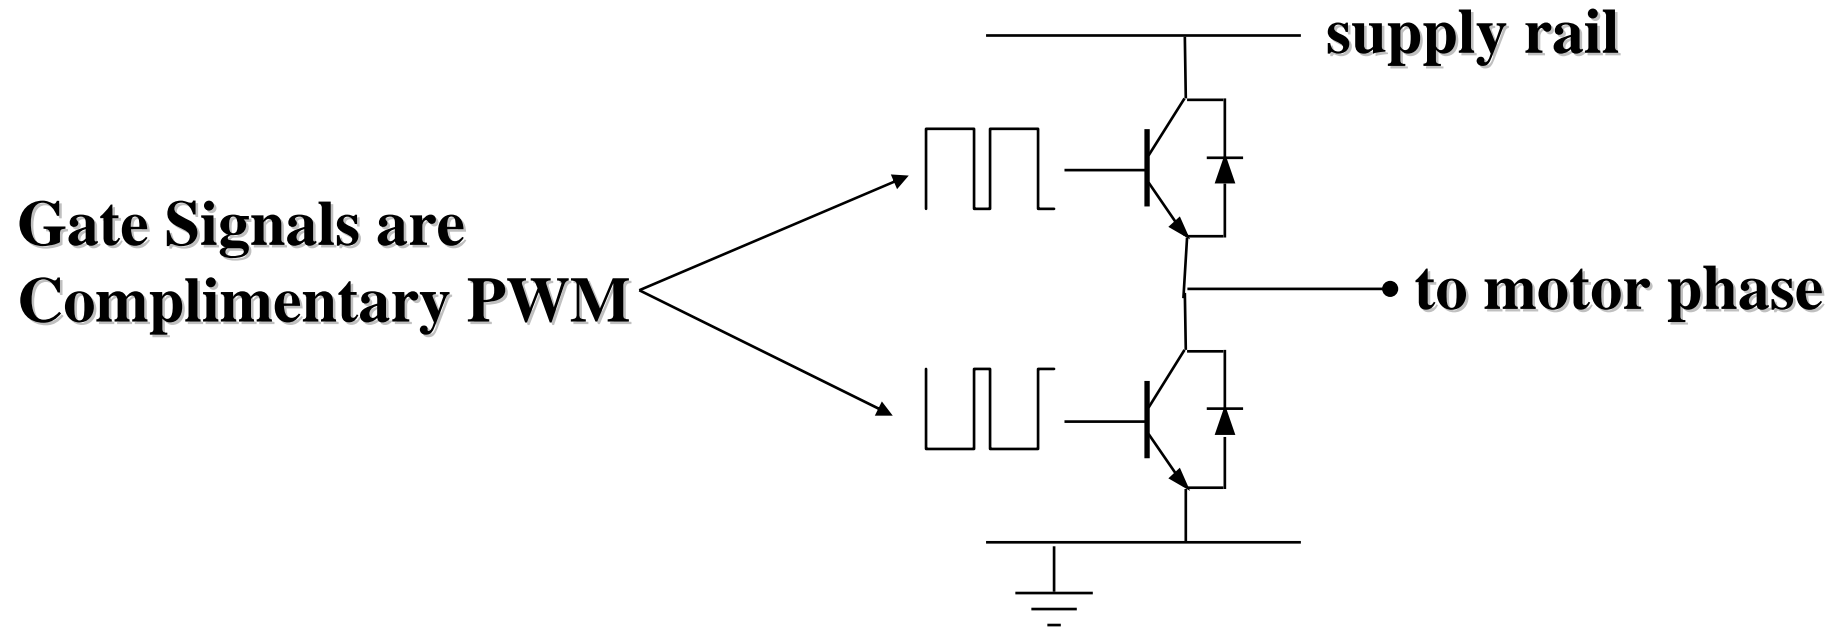 supply rail
Gate Signals are
Complimentary PWM
to motor phase